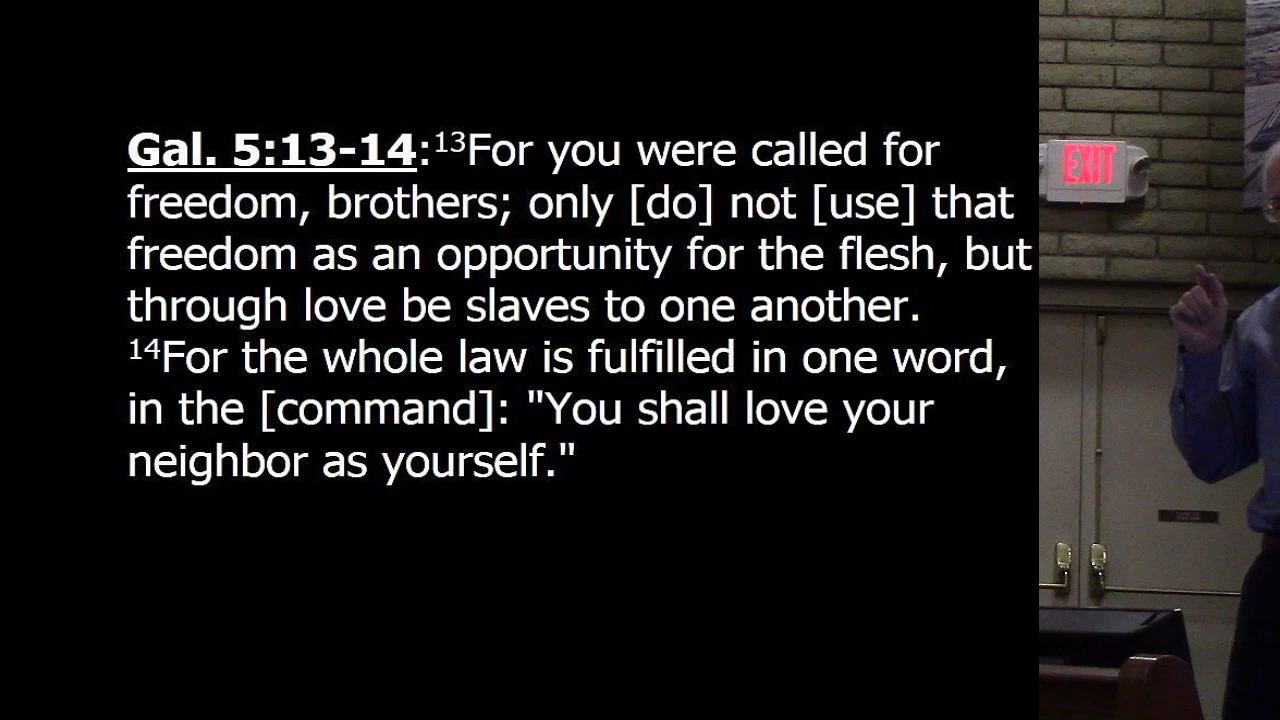 Gal. 5:13-14:¹³For you were called for
freedom, brothers; only [do] not [use] that
freedom as an opportunity for the flesh, but
through love be slaves to one another.
¹⁴For the whole law is fulfilled in one word,
in the [command]: "You shall love your
neighbor as yourself."
EXIT